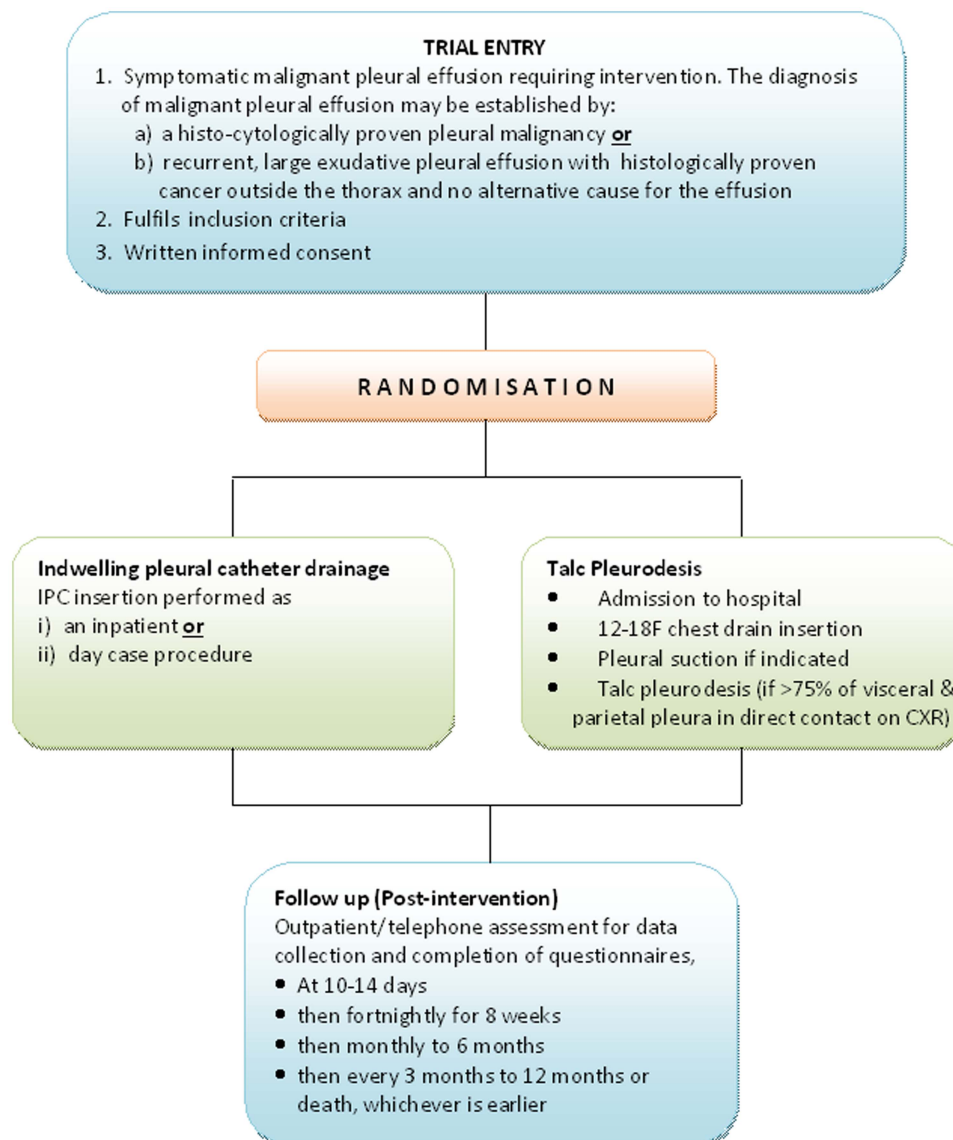 TRIAL ENTRY
1. Symptomatic malignant pleural effusion requiring intervention. The diagnosis
of malignant pleural effusion may be established by:
a) a histo-cytologically proven pleural malignancy or
b) recurrent, large exudative pleural effusion with histologically proven
cancer outside the thorax and no alternative cause for the effusion
2. Fulfils inclusion criteria
3. Written informed consent
RANDOMISATION
Indwelling pleural catheter drainage
IPC insertion performed as
i) an inpatient or
ii) day case procedure
Talc Pleurodesis
• Admission to hospital
• 12-18F chest drain insertion
• Pleural suction if indicated
• Talc pleurodesis (if >75% of visceral &
parietal pleura in direct contact on CXR)
Follow up (Post-intervention)
Outpatient/telephone assessment for data
collection and completion of questionnaires,
• At 10-14 days
• then fortnightly for 8 weeks
• then monthly to 6 months
• then every 3 months to 12 months or
death, whichever is earlier